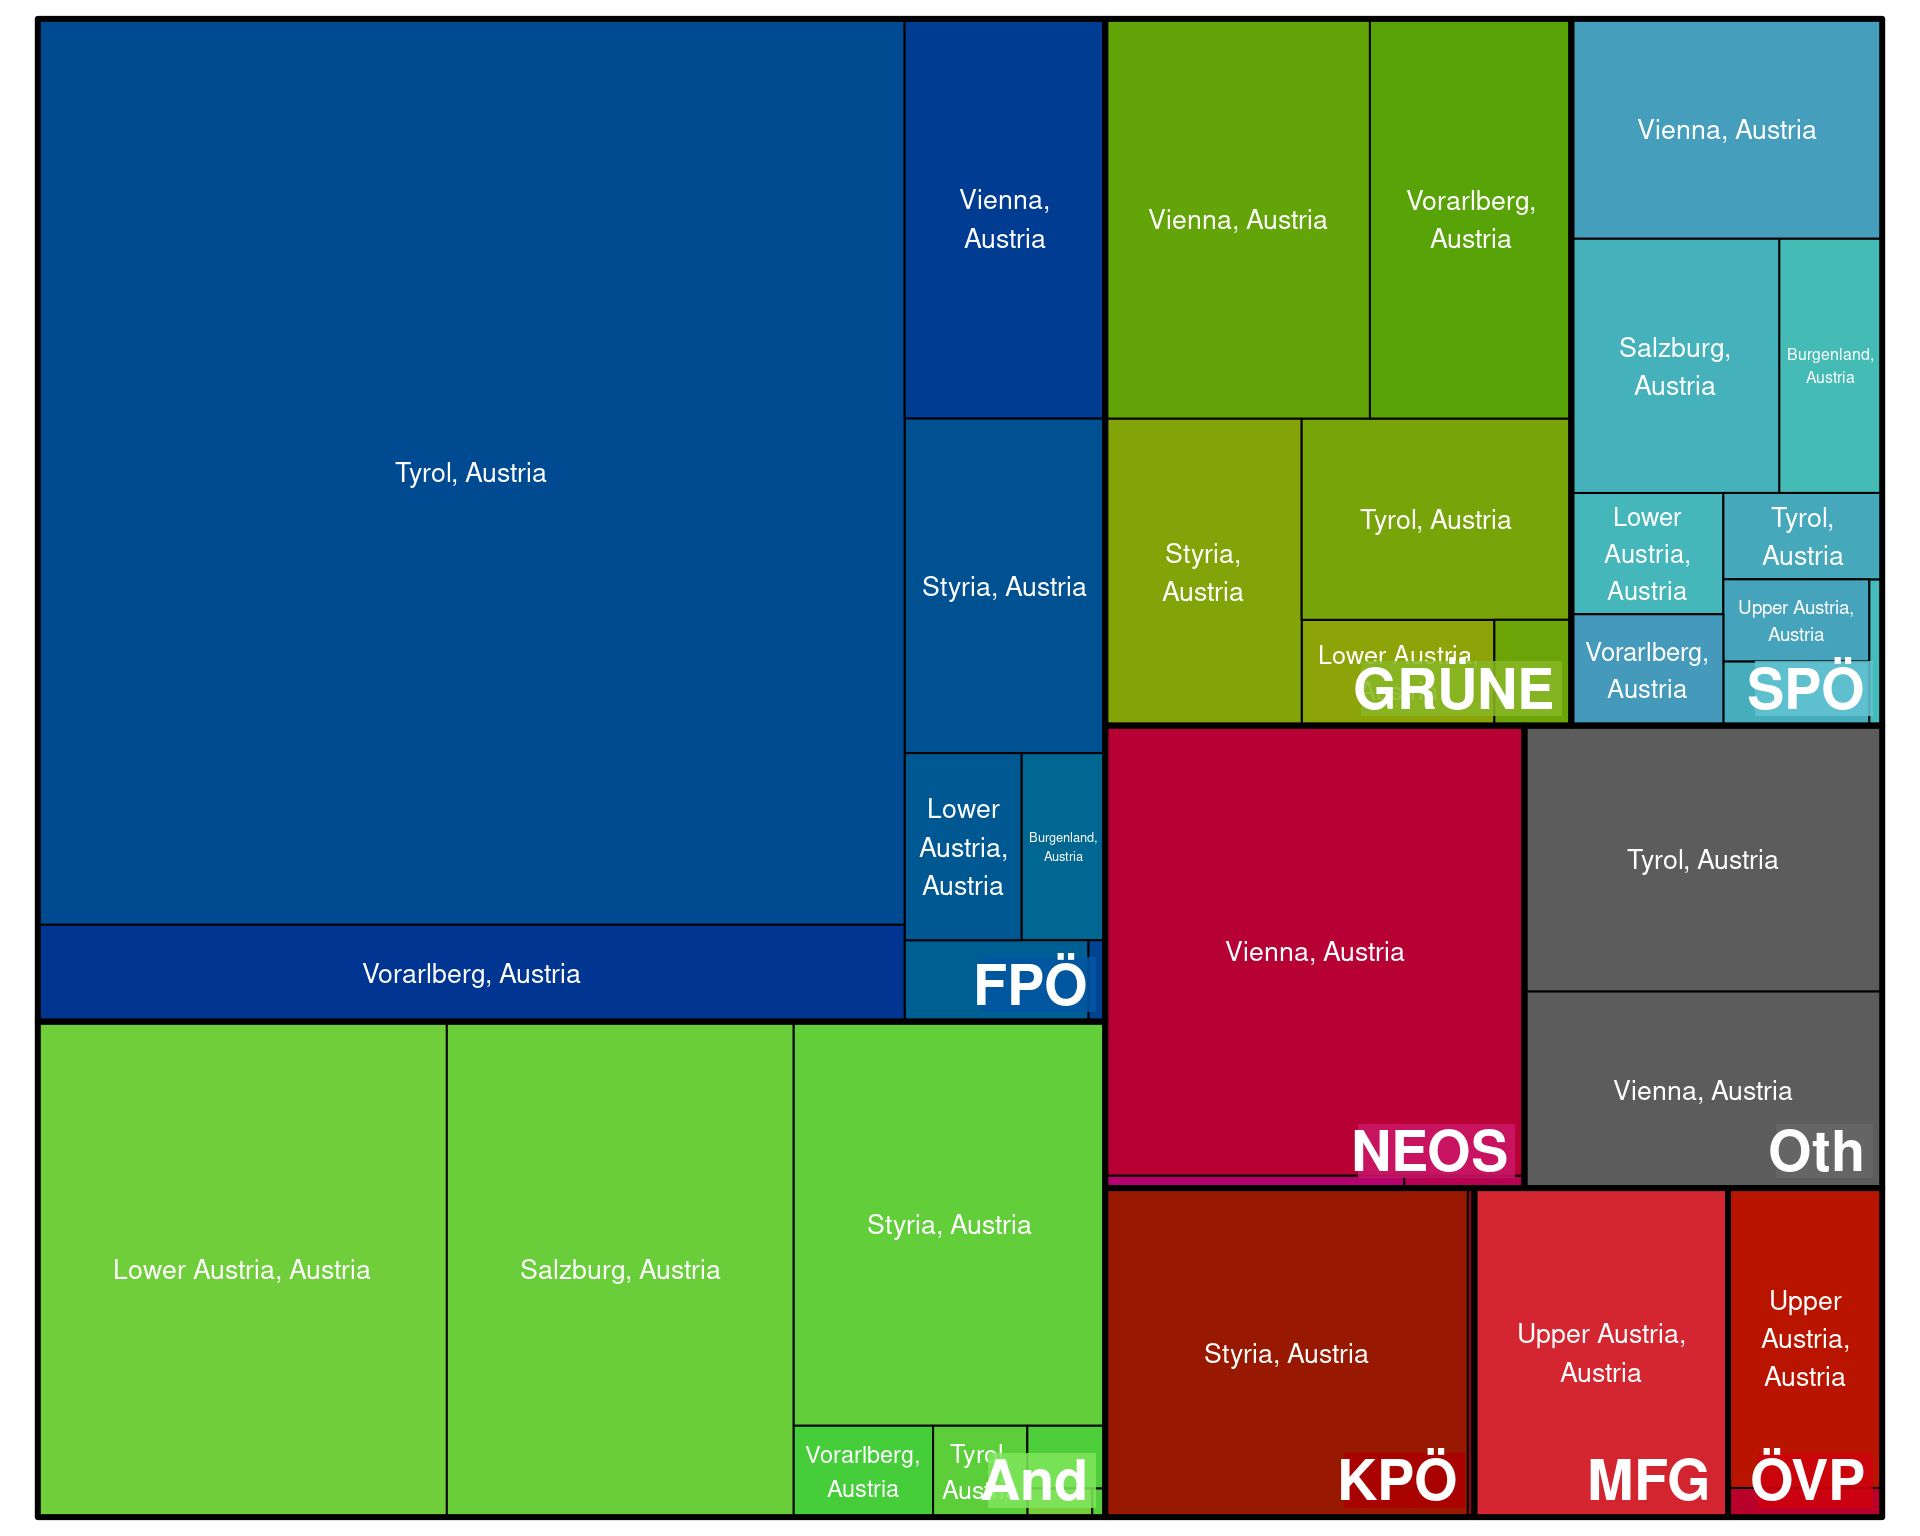 Tyrol, Austria
Vienna,
Austria
Styria, Austria
Lower
Austria,
Austria
Burgenland,
Austria
Vorarlberg, Austria
FPÖ
Vienna, Austria
Vorarlberg,
Austria
Styria,
Austria
Tyrol, Austria
Lower Austria,
Austria
GRÜNE
Vienna, Austria
Salzburg,
Austria
Burgenland,
Austria
Lower
Austria,
Austria
Tyrol,
Austria
Upper Austria,
Austria
Vorarlberg,
Austria
SPÖ
Vienna, Austria
NEOS
Tyrol, Austria
Vienna, Austria
Oth
Lower Austria, Austria
Salzburg, Austria
Styria, Austria
Vorarlberg,
Austria
Tyrol,
Austria
And
Styria, Austria
KPÖ
Upper Austria,
Austria
MFG
Upper
Austria,
Austria
ÖVP